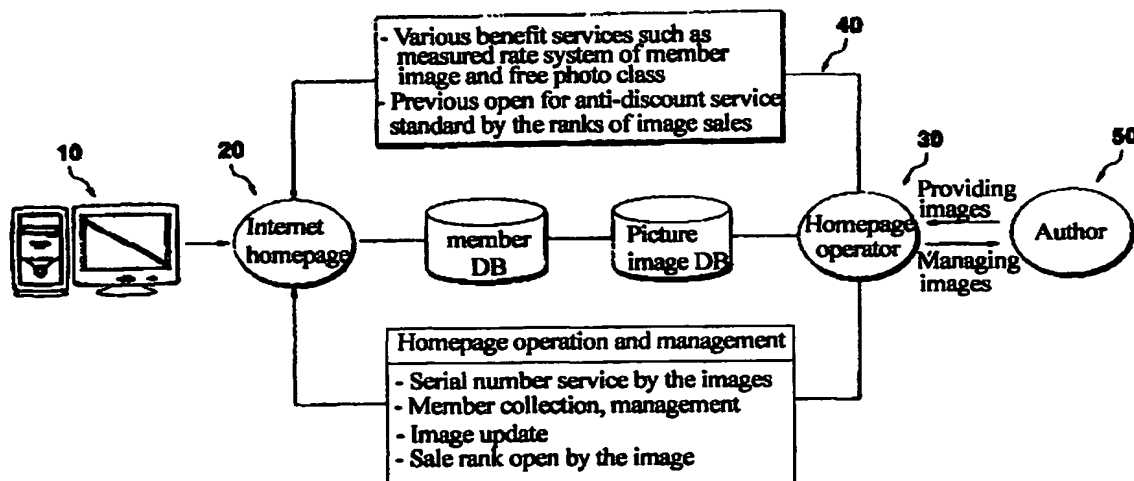 - Various benefit services such as
measured rate system of member
image and free photo class
- Previous open for anti-discount service
standard by the ranks of image sales
40
10
20
30
50
Internet
homepage
member
DB
Picture
image DB
Homepage
operator
Providing
images
Managing
images
Author
Homepage operation and management
- Serial number service by the images
- Member collection, management
- Image update
- Sale rank open by the image